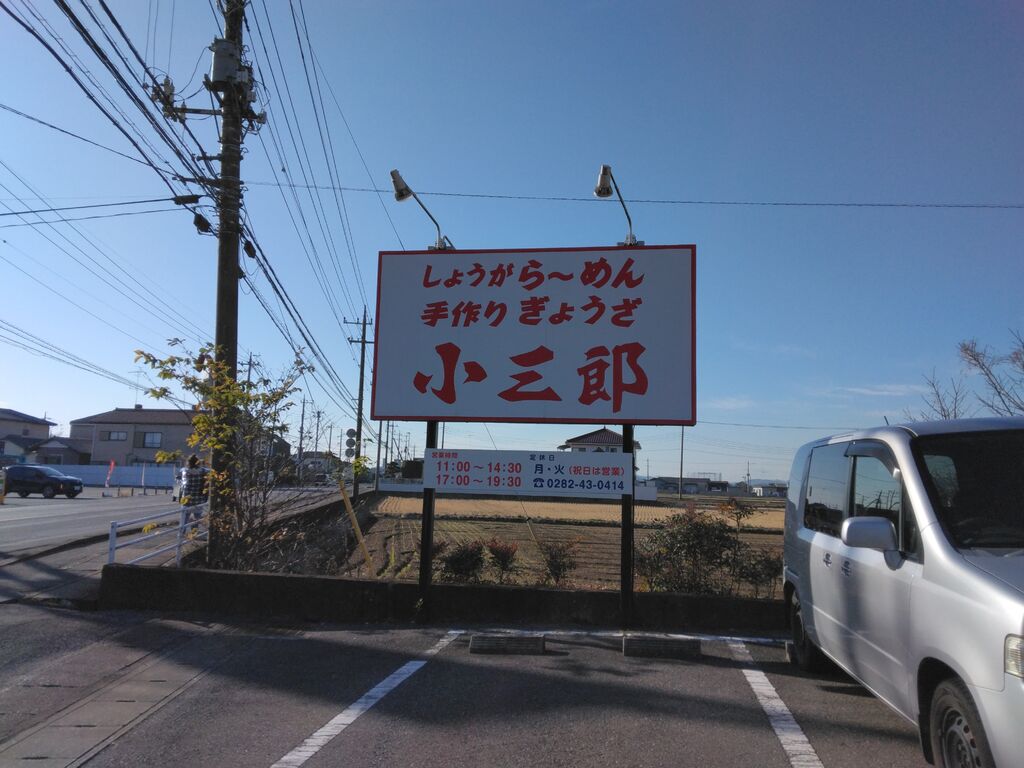 しょうがら～めん
手作りぎょうざ
小三郎
営業時間
11:00～14:30
17:00～19:30
定休日
月・火（祝日は営業）
☎0282-43-0414